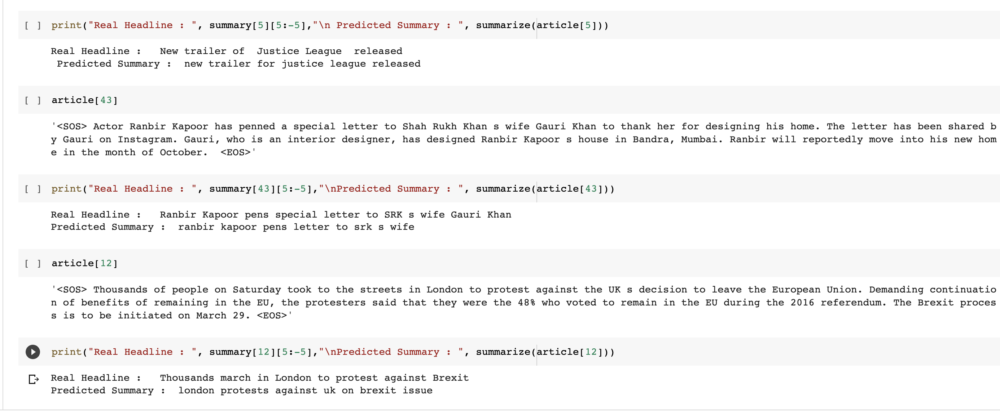 [ ] print("Real Headline : ", summary[5][5:-5],"\n Predicted Summary : ", summarize(article[5]))
Real Headline :   New trailer of  Justice League  released
 Predicted Summary :  new trailer for justice league released
[ ] article[43]
'<SOS> Actor Ranbir Kapoor has penned a special letter to Shah Rukh Khan s wife Gauri Khan to thank her for designing his home. The letter has been shared b
y Gauri on Instagram. Gauri, who is an interior designer, has designed Ranbir Kapoor s house in Bandra, Mumbai. Ranbir will reportedly move into his new hom
e in the month of October.  <EOS>'
[ ] print("Real Headline : ", summary[43][5:-5],"\nPredicted Summary : ", summarize(article[43]))
Real Headline :   Ranbir Kapoor pens special letter to SRK s wife Gauri Khan
Predicted Summary :  ranbir kapoor pens letter to srk s wife
[ ] article[12]
'<SOS> Thousands of people on Saturday took to the streets in London to protest against the UK s decision to leave the European Union. Demanding continuatio
n of benefits of remaining in the EU, the protesters said that they were the 48% who voted to remain in the EU during the 2016 referendum. The Brexit proces
s is to be initiated on March 29. <EOS>'
print("Real Headline : ", summary[12][5:-5],"\nPredicted Summary : ", summarize(article[12]))
Real Headline :   Thousands march in London to protest against Brexit
Predicted Summary :  london protests against uk on brexit issue